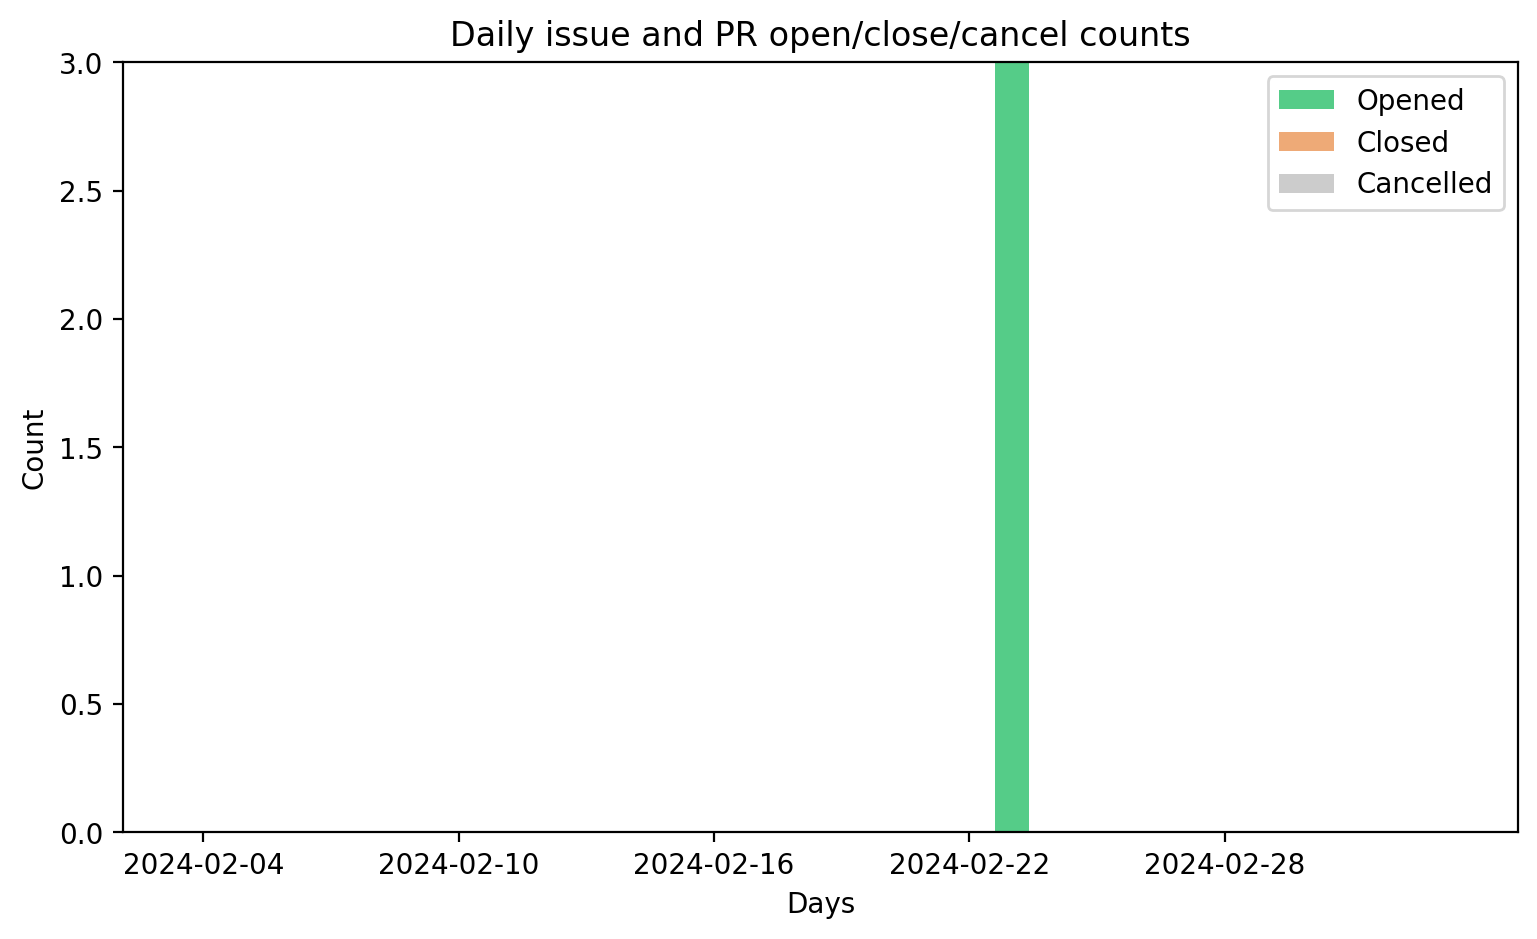 Daily issue and PR open/close/cancel counts
3.0
2.5
2.0
1.5
1.0
0.5
0.0
Count
Opened
Closed
Cancelled
2024-02-04 2024-02-10 2024-02-16 2024-02-22 2024-02-28
Days